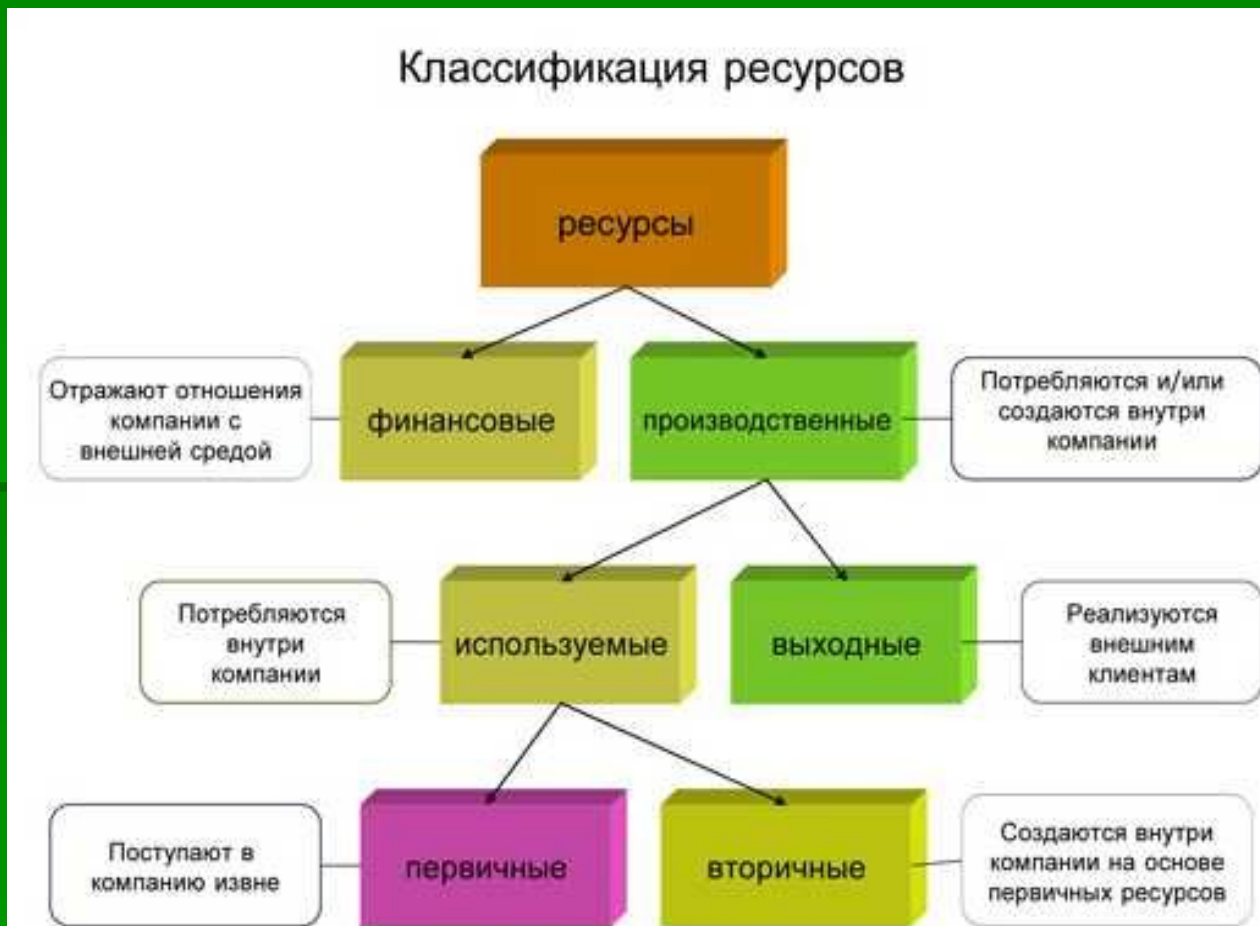 Классификация ресурсов
ресурсы
Отражают отношения
компании с
внешней средой
финансовые
производственные
Потребляются и/или
создаются внутри
компании
Потребляются
внутри
компании
используемые
выходные
Реализуются
внешним
клиентам
Поступают в
компанию извне
первичные
вторичные
Создаются внутри
компании на основе
первичных ресурсов